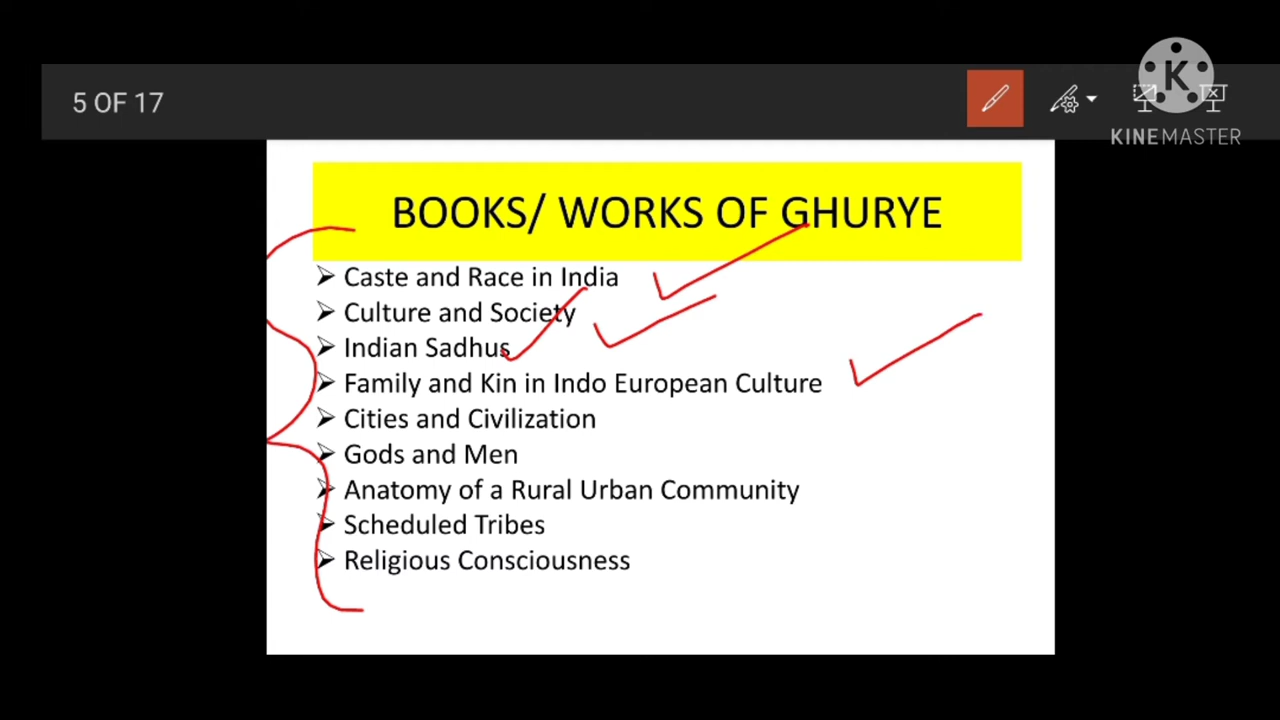 5 OF 17
K
KINEMASTER
BOOKS/ WORKS OF GHURYE
Caste and Race in India
Culture and Society
Indian Sadhus
Family and Kin in Indo European Culture
Cities and Civilization
Gods and Men
Anatomy of a Rural Urban Community
Scheduled Tribes
Religious Consciousness